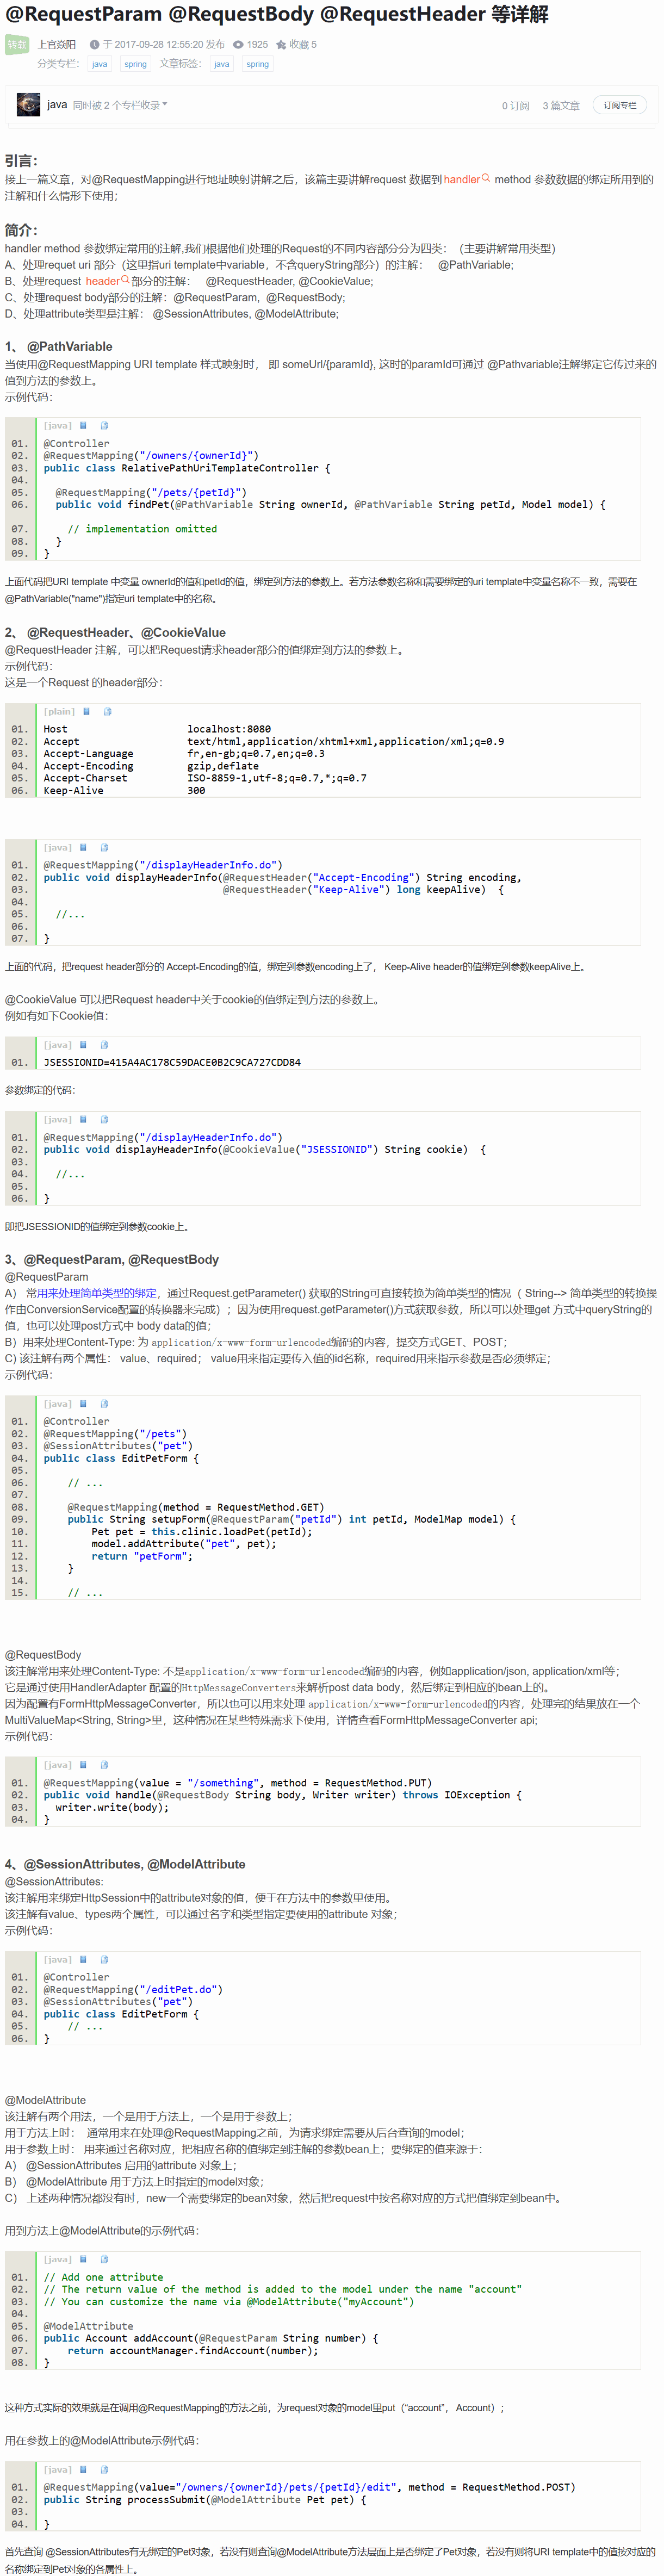 @RequestParam @RequestBody @RequestHeader 等详解
转载
上官焱阳
于 2017-09-28 12:55:20 发布
1925
收藏 5
分类专栏： java spring 文章标签： java spring
java 同时被 2 个专栏收录
0 订阅 3 篇文章 订阅专栏
引言：
接上一篇文章，对@RequestMapping进行地址映射讲解之后，该篇主要讲解request 数据到handler method 参数数据的绑定所用到的
注解和什么情形下使用；
简介：
handler method 参数绑定常用的注解,我们根据他们处理的Request的不同内容部分分为四类：（主要讲解常用类型）
A、处理requet uri 部分（这里指uri template中variable，不含queryString部分）的注解： @PathVariable;
B、处理request header部分的注解： @RequestHeader, @CookieValue;
C、处理request body部分的注解：@RequestParam, @RequestBody;
D、处理attribute类型是注解： @SessionAttributes, @ModelAttribute;
1、 @PathVariable
当使用@RequestMapping URI template 样式映射时， 即 someUrl/{paramId}, 这时的paramId可通过 @Pathvariable注解绑定它传过来的
值到方法的参数上。
示例代码：
[java]
01. @Controller
02. @RequestMapping("/owners/{ownerId}")
03. public class RelativePathUriTemplateController {
04.
05.   @RequestMapping("/pets/{petId}")
06.   public void findPet(@PathVariable String ownerId, @PathVariable String petId, Model model) {
07.     // implementation omitted
08.   }
09. }
上面代码把URI template 中变量 ownerId的值和petId的值，绑定到方法的参数上。若方法参数名称和需要绑定的uri template中变量名称不一致，需要在
@PathVariable("name")指定uri template中的名称。
2、 @RequestHeader、@CookieValue
@RequestHeader 注解，可以把Request请求header部分的值绑定到方法的参数上。
示例代码：
这是一个Request 的header部分：
[plain]
01. Host                    localhost:8080
02. Accept                  text/html,application/xhtml+xml,application/xml;q=0.9
03. Accept-Language         fr,en-gb;q=0.7,en;q=0.3
04. Accept-Encoding         gzip,deflate
05. Accept-Charset          ISO-8859-1,utf-8;q=0.7,*;q=0.7
06. Keep-Alive              300
[java]
01. @RequestMapping("/displayHeaderInfo.do")
02. public void displayHeaderInfo(@RequestHeader("Accept-Encoding") String encoding,
03.                               @RequestHeader("Keep-Alive") long keepAlive)  {
04.
05.   //...
06.
07. }
上面的代码，把request header部分的 Accept-Encoding的值，绑定到参数encoding上了， Keep-Alive header的值绑定到参数keepAlive上。
@CookieValue 可以把Request header中关于cookie的值绑定到方法的参数上。
例如有如下Cookie值：
[java]
01. JSESSIONID=415A4AC178C59DACE0B2C9CA727CDD84
参数绑定的代码：
[java]
01. @RequestMapping("/displayHeaderInfo.do")
02. public void displayHeaderInfo(@CookieValue("JSESSIONID") String cookie)  {
03.
04.   //...
05.
06. }
即把JSESSIONID的值绑定到参数cookie上。
3、@RequestParam, @RequestBody
@RequestParam
A） 常用来处理简单类型的绑定，通过Request.getParameter() 获取的String可直接转换为简单类型的情况（ String--> 简单类型的转换操
作由ConversionService配置的转换器来完成）；因为使用request.getParameter()方式获取参数，所以可以处理get 方式中queryString的
值，也可以处理post方式中 body data的值；
B）用来处理Content-Type: 为 application/x-www-form-urlencoded编码的内容，提交方式GET、POST；
C) 该注解有两个属性： value、required； value用来指定要传入值的id名称，required用来指示参数是否必须绑定；
示例代码：
[java]
01. @Controller
02. @RequestMapping("/pets")
03. @SessionAttributes("pet")
04. public class EditPetForm {
05.
06.     // ...
07.
08.     @RequestMapping(method = RequestMethod.GET)
09.     public String setupForm(@RequestParam("petId") int petId, ModelMap model) {
10.         Pet pet = this.clinic.loadPet(petId);
11.         model.addAttribute("pet", pet);
12.         return "petForm";
13.     }
14.
15.     // ...
@RequestBody
该注解常用来处理Content-Type: 不是application/x-www-form-urlencoded编码的内容，例如application/json, application/xml等；
它是通过使用HandlerAdapter 配置的HttpMessageConverters来解析post data body，然后绑定到相应的bean上的。
因为配置有FormHttpMessageConverter，所以也可以用来处理 application/x-www-form-urlencoded的内容，处理完的结果放在一个
MultiValueMap<String, String>里，这种情况在某些特殊需求下使用，详情查看FormHttpMessageConverter api;
示例代码：
[java]
01. @RequestMapping(value = "/something", method = RequestMethod.PUT)
02. public void handle(@RequestBody String body, Writer writer) throws IOException {
03.   writer.write(body);
04. }
4、@SessionAttributes, @ModelAttribute
@SessionAttributes:
该注解用来绑定HttpSession中的attribute对象的值，便于在方法中的参数里使用。
该注解有value、types两个属性，可以通过名字和类型指定要使用的attribute 对象；
示例代码：
[java]
01. @Controller
02. @RequestMapping("/editPet.do")
03. @SessionAttributes("pet")
04. public class EditPetForm {
05.     // ...
06. }
@ModelAttribute
该注解有两个用法，一个是用于方法上，一个是用于参数上；
用于方法上时： 通常用来在处理@RequestMapping之前，为请求绑定需要从后台查询的model；
用于参数上时： 用来通过名称对应，把相应名称的值绑定到注解的参数bean上；要绑定的值来源于：
A） @SessionAttributes 启用的attribute 对象上；
B） @ModelAttribute 用于方法上时指定的model对象；
C） 上述两种情况都没有时，new一个需要绑定的bean对象，然后把request中按名称对应的方式把值绑定到bean中。
用到方法上@ModelAttribute的示例代码：
[java]
01. // Add one attribute
02. // The return value of the method is added to the model under the name "account"
03. // You can customize the name via @ModelAttribute("myAccount")
04.
05. @ModelAttribute
06. public Account addAccount(@RequestParam String number) {
07.     return accountManager.findAccount(number);
08. }
这种方式实际的效果就是在调用@RequestMapping的方法之前，为request对象的model里put（“account”， Account）；
用在参数上的@ModelAttribute示例代码：
[java]
01. @RequestMapping(value="/owners/{ownerId}/pets/{petId}/edit", method = RequestMethod.POST)
02. public String processSubmit(@ModelAttribute Pet pet) {
03.
04. }
首先查询 @SessionAttributes有无绑定的Pet对象，若没有则查询@ModelAttribute方法层面上是否绑定了Pet对象，若没有则将URI template中的值按对应的
名称绑定到Pet对象的各属性上。